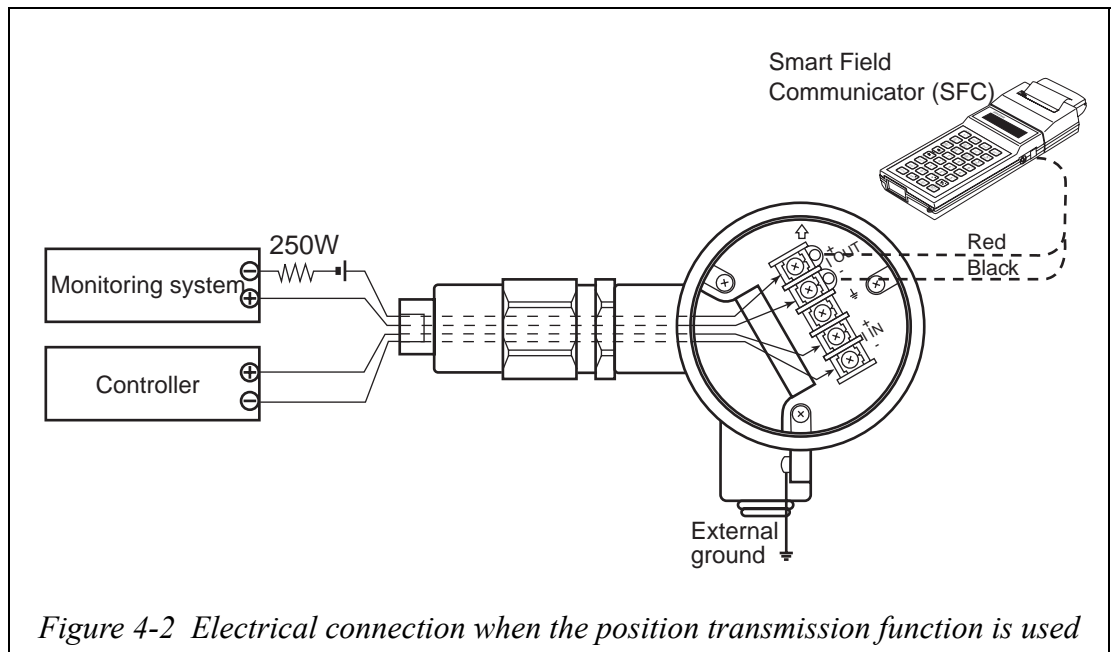 Smart Field
Communicator (SFC)
Red
Black
250W
Monitoring system
Controller
+ OUT
-
+ IN
-
External
ground
Figure 4-2 Electrical connection when the position transmission function is used